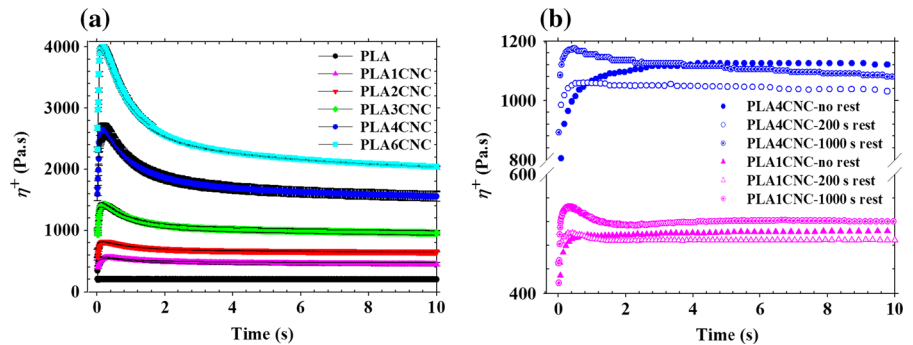 (a)
4000
3000
2000
1000
0
η⁺ (Pa.s)
PLA
PLA1CNC
PLA2CNC
PLA3CNC
PLA4CNC
PLA6CNC
0 2 4 6 8 10
Time (s)
(b)
1200
1000
800
600
400
η⁺ (Pa.s)
PLA4CNC-no rest
PLA4CNC-200 s rest
PLA4CNC-1000 s rest
PLA1CNC-no rest
PLA1CNC-200 s rest
PLA1CNC-1000 s rest
0 2 4 6 8 10
Time (s)